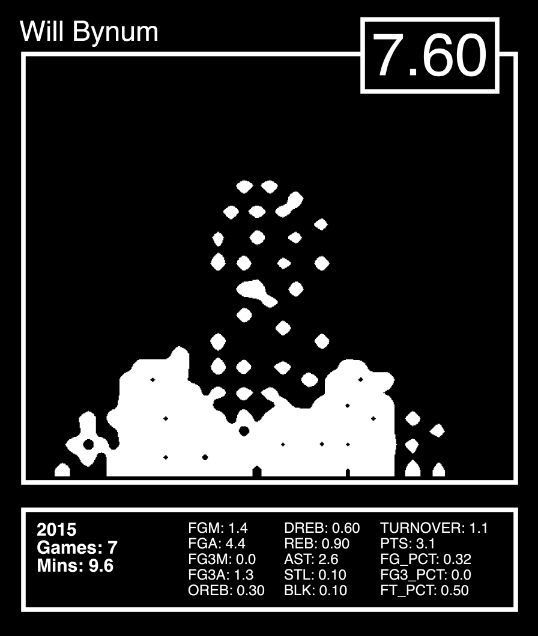 Will Bynum
7.60
2015
Games: 7
Mins: 9.6
FGM: 1.4
FGA: 4.4
FG3M: 0.0
FG3A: 1.3
OREB: 0.30
DREB: 0.60
REB: 0.90
AST: 2.6
STL: 0.10
BLK: 0.10
TURNOVER: 1.1
PTS: 3.1
FG_PCT: 0.32
FG3_PCT: 0.0
FT_PCT: 0.50